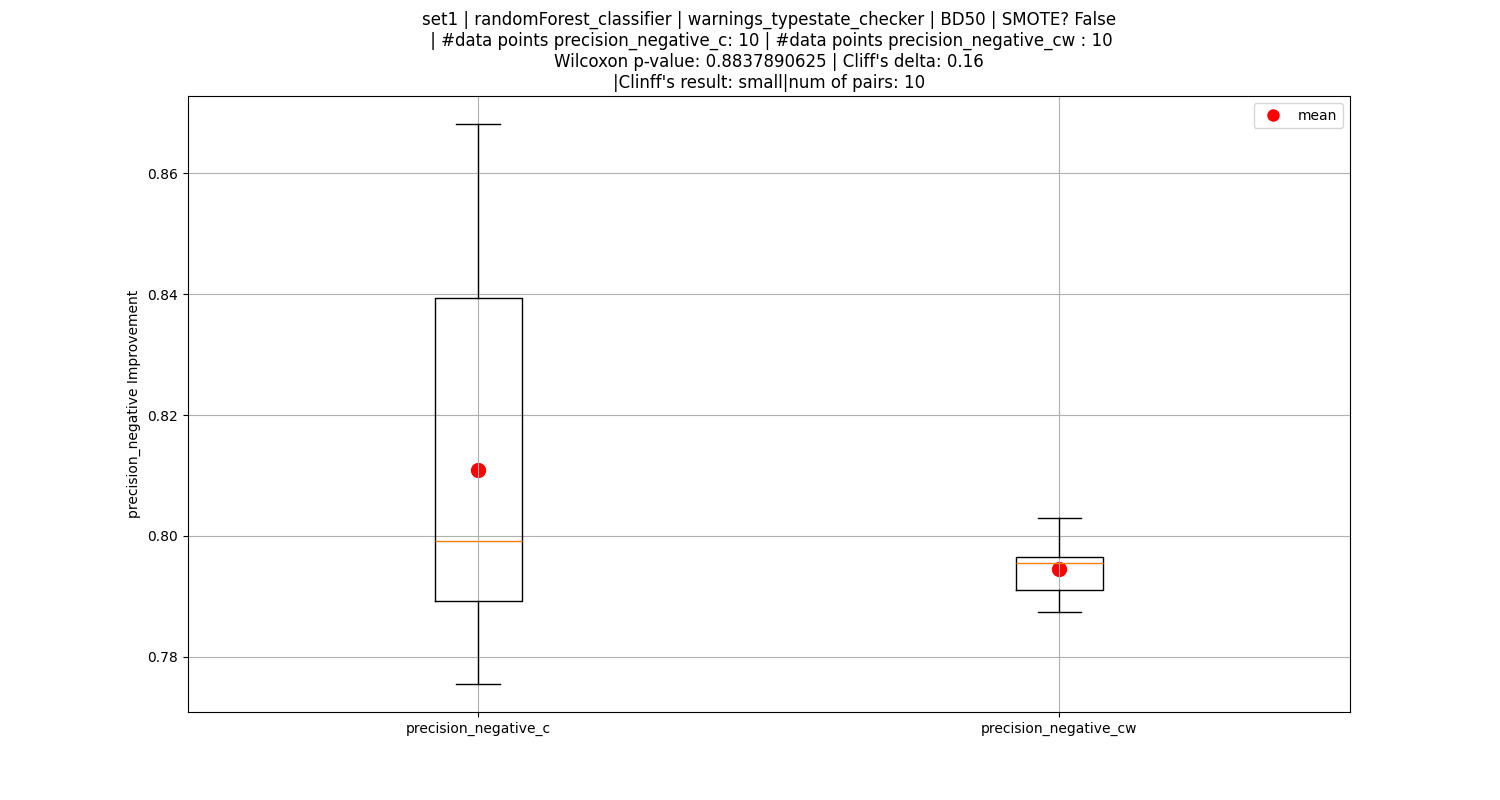 set1 | randomForest_classifier | warnings_typestate_checker | BD50 | SMOTE? False
| #data points precision_negative_c: 10 | #data points precision_negative_cw : 10
Wilcoxon p-value: 0.8837890625 | Cliff's delta: 0.16
|Clinff's result: small|num of pairs: 10
mean
0.86
0.84
0.82
0.80
0.78
precision_negative Improvement
precision_negative_c
precision_negative_cw